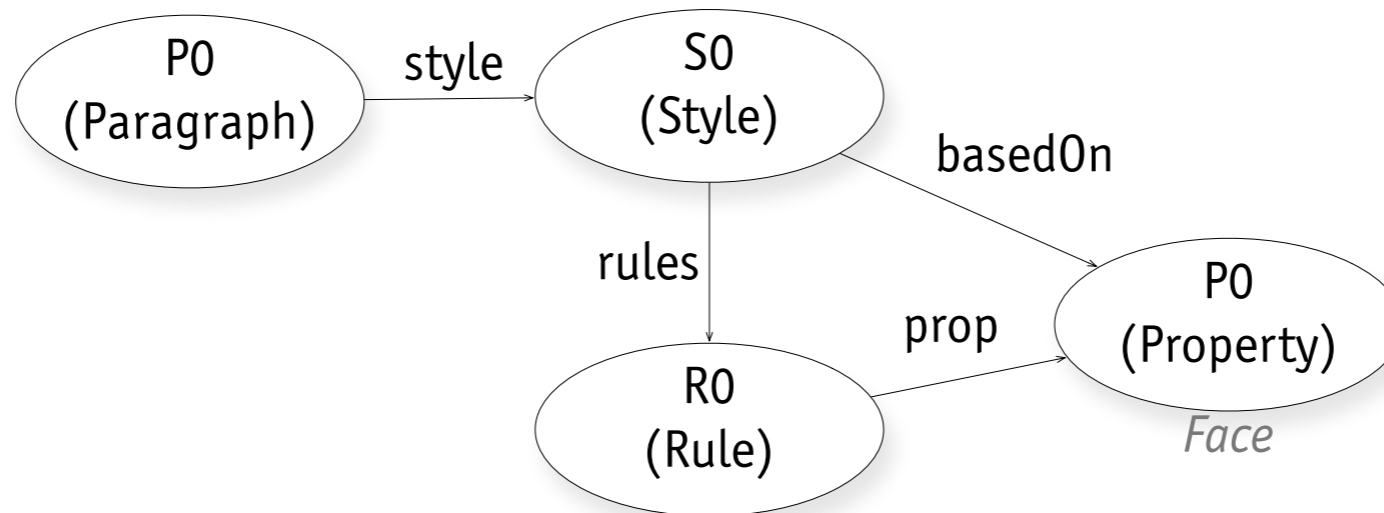 P0
(Paragraph)
style
S0
(Style)
basedOn
rules
P0
(Property)
prop
R0
(Rule)
Face